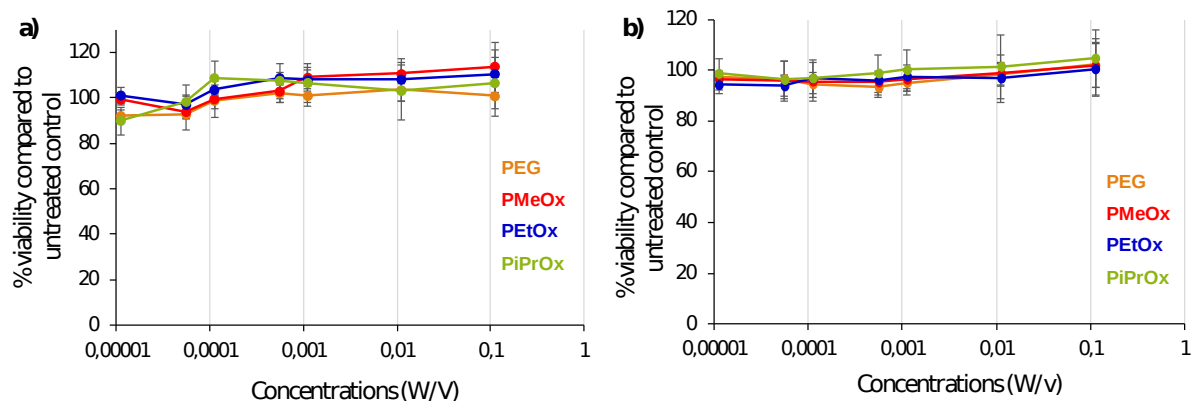 a)
% viability compared to
untreated control
120
100
80
60
40
20
0
0,00001
0,0001
0,001
0,01
0,1
1
Concentrations (W/V)
PEG
PMeOx
PEtOx
PiPrOx
b)
% viability compared to
untreated control
120
100
80
60
40
20
0
0,00001
0,0001
0,001
0,01
0,1
1
Concentrations (W/v)
PEG
PMeOx
PEtOx
PiPrOx